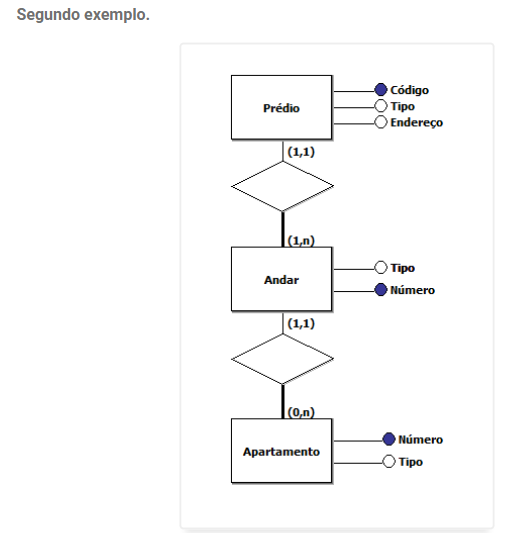 Segundo exemplo.
Código
Prédio
Tipo
Endereço
(1,1)
(1,n)
Andar
Tipo
Número
(1,1)
(0,n)
Apartamento
Número
Tipo